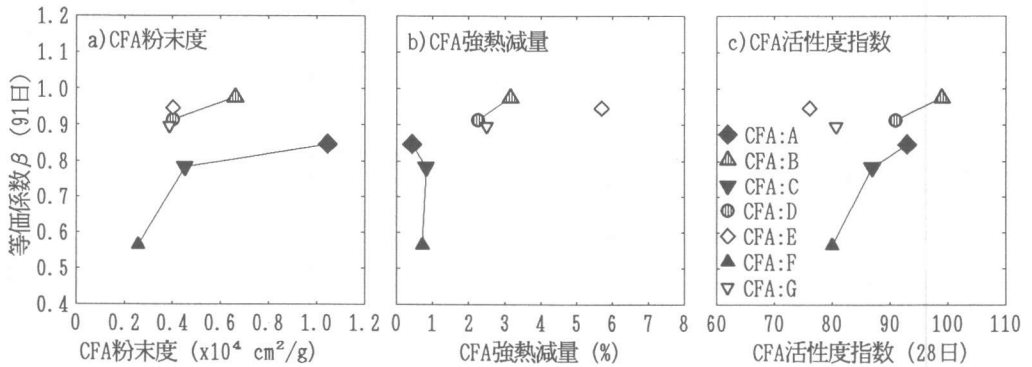 等価係数β (91日)
1.2
1.1
1.0
0.9
0.8
0.7
0.6
0.5
0.4
a)CFA粉末度
0 0.2 0.4 0.6 0.8 1.0 1.2
CFA粉末度 (x10⁴ cm²/g)
b)CFA強熱減量
0 1 2 3 4 5 6 7 8
CFA強熱減量 (%)
c)CFA活性度指数
CFA:A
CFA:B
CFA:C
CFA:D
CFA:E
CFA:F
CFA:G
60 70 80 90 100 110
CFA活性度指数 (28日)